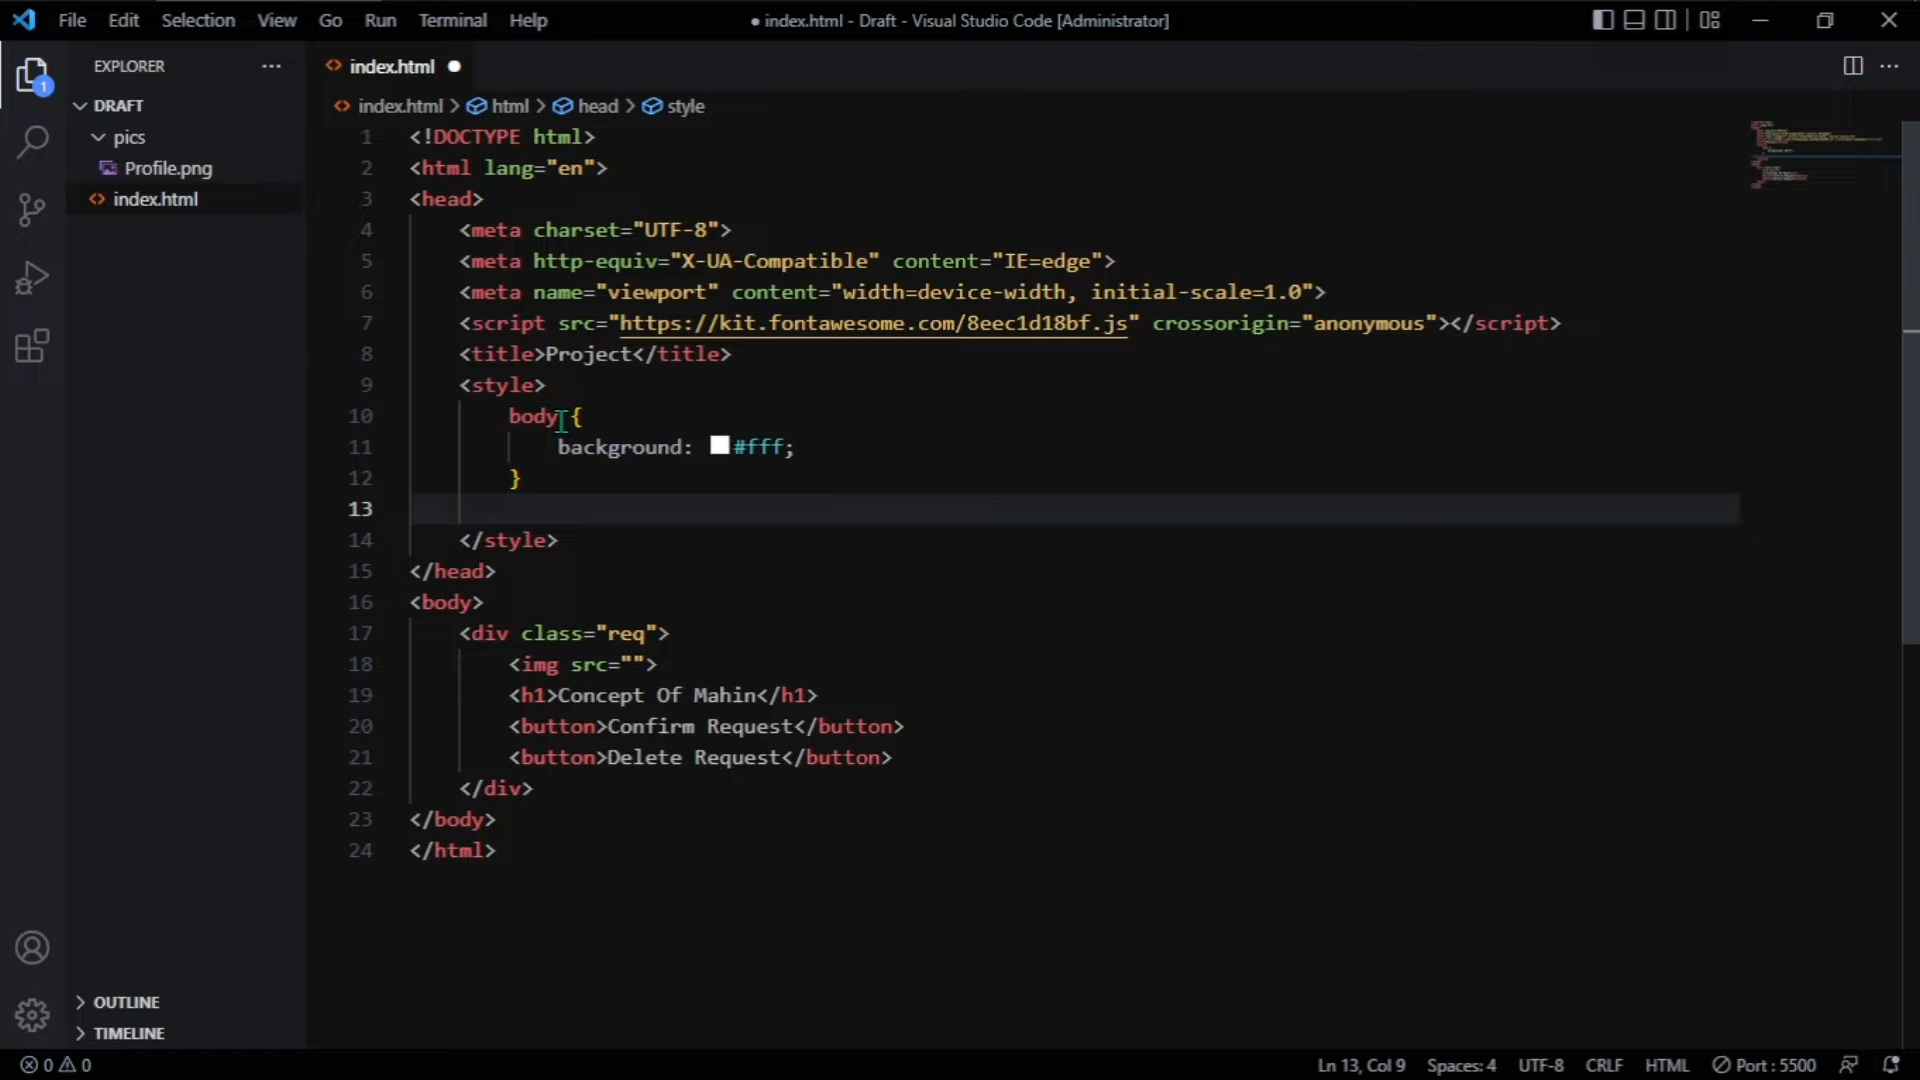 File Edit Selection View Go Run Terminal Help
● index.html - Draft - Visual Studio Code [Administrator]
EXPLORER
1
DRAFT
pics
Profile.png
index.html
OUTLINE
TIMELINE
index.html
index.html > html > head > style
1 <!DOCTYPE html>
2 <html lang="en">
3 <head>
4 <meta charset="UTF-8">
5 <meta http-equiv="X-UA-Compatible" content="IE=edge">
6 <meta name="viewport" content="width=device-width, initial-scale=1.0">
7 <script src="https://kit.fontawesome.com/8eec1d18bf.js" crossorigin="anonymous"></script>
8 <title>Project</title>
9 <style>
10 body {
11 background: #fff;
12 }
13
14 </style>
15 </head>
16 <body>
17 <div class="req">
18 <img src="">
19 <h1>Concept Of Mahin</h1>
20 <button>Confirm Request</button>
21 <button>Delete Request</button>
22 </div>
23 </body>
24 </html>
0 0 Ln 13, Col 9 Spaces: 4 UTF-8 CRLF HTML Port : 5500